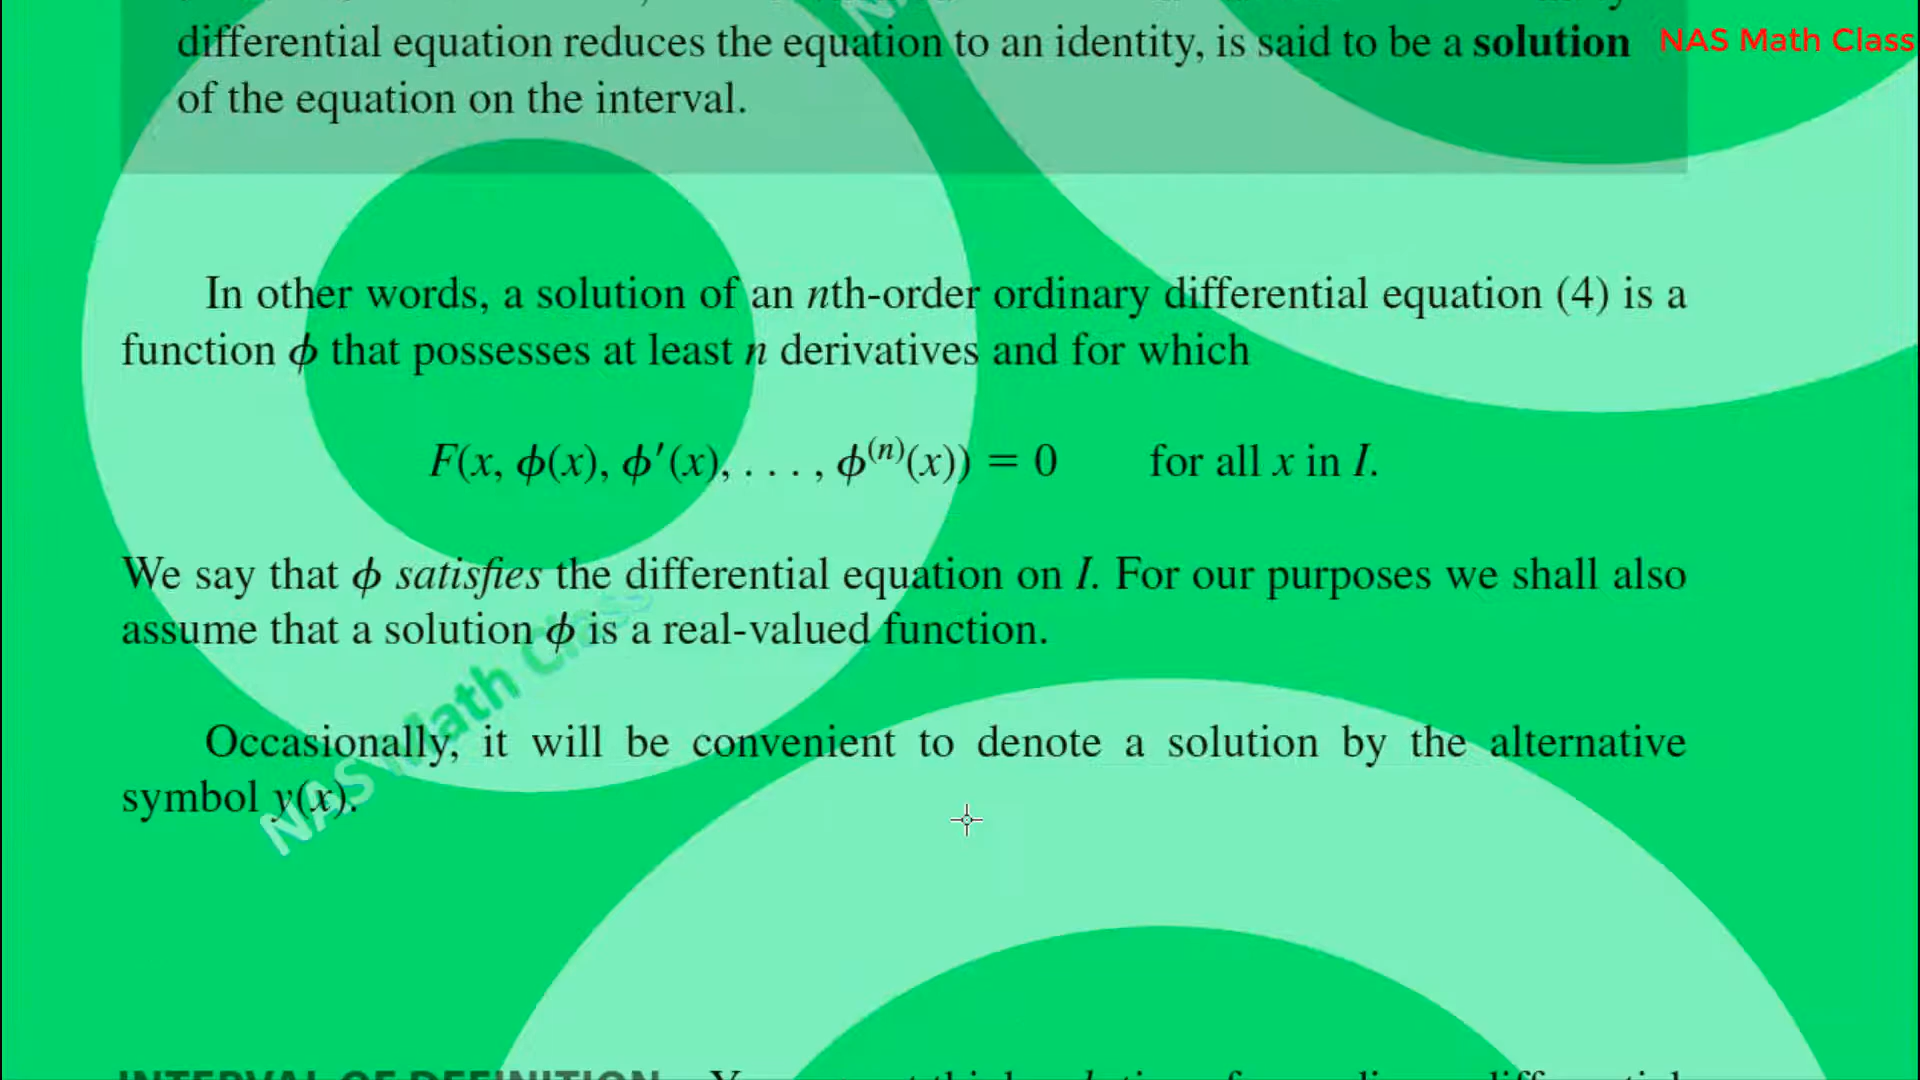 differential equation reduces the equation to an identity, is said to be a solution
NAS Math Class
of the equation on the interval.
In other words, a solution of an nth-order ordinary differential equation (4) is a
function ϕ that possesses at least n derivatives and for which
F(x, ϕ(x), ϕ′(x), . . . , ϕ⁽ⁿ⁾(x)) = 0 for all x in I.
We say that ϕ satisfies the differential equation on I. For our purposes we shall also
assume that a solution ϕ is a real-valued function.
Occasionally, it will be convenient to denote a solution by the alternative
symbol y(x).
NAS Math Class
INTERVAL OF DEFINITION